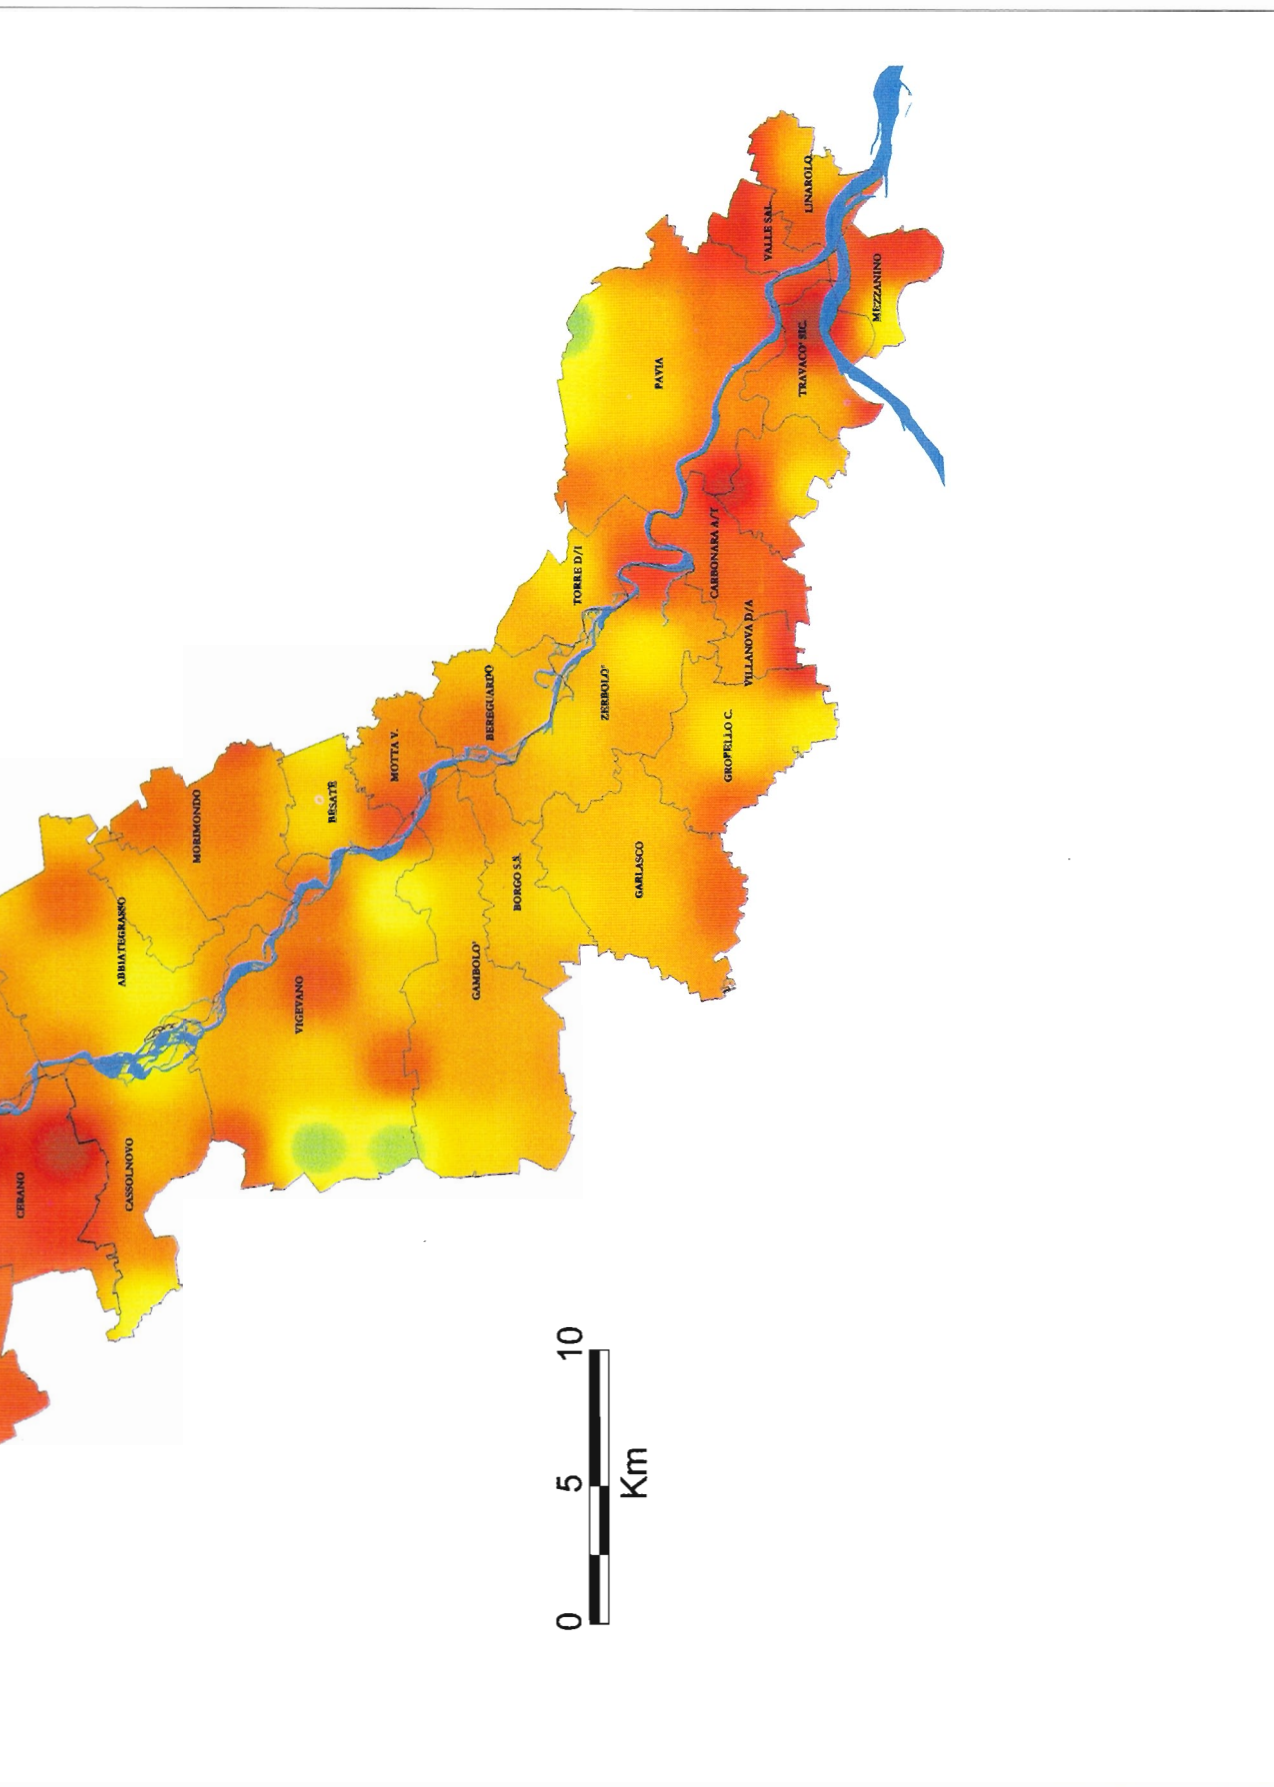 CERANO
CASSOLNOVO
ABBIATEGRASSO
MORIMONDO
VIGEVANO
BESATE
MOTTA V.
GAMBOLO'
BEREGUARDO
BORGO S.S.
TORRE D/I
ZERBOLO'
GARLASCO
PAVIA
CARBONARA A/T
GROPELLO C.
VILLANOVA D/A
VALLE SAL.
TRAVACO' SIC.
LINAROLO
MEZZANINO
0 5 10
Km